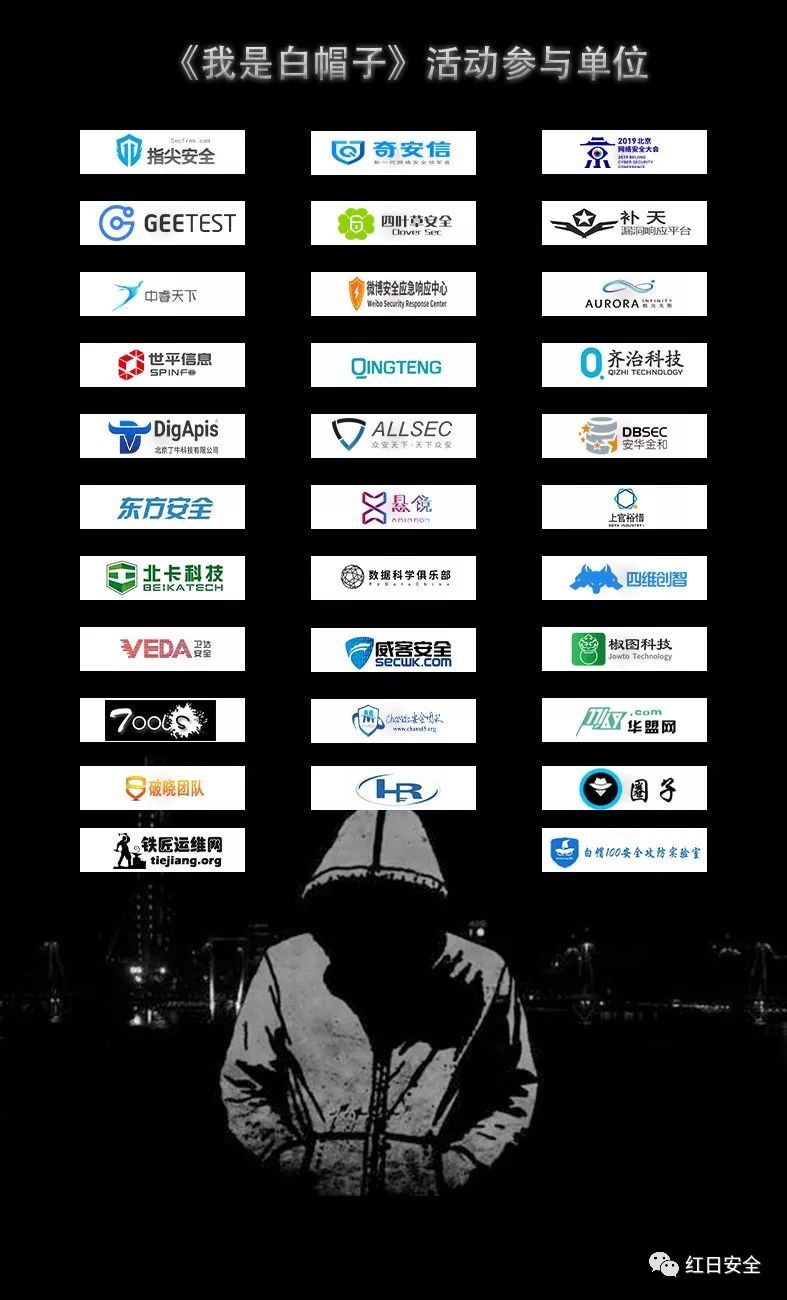 《我是白帽子》活动参与单位
Secfree.com
指尖安全
奇安信
新一代网络安全领军者
2019北京
网络安全大会
2019 BEIJING
CYBER SECURITY
CONFERENCE
GEETEST
四叶草安全
Clover Sec
补天
漏洞响应平台
中睿天下
微博安全应急响应中心
Weibo Security Response Center
AURORA INFINITY
极光无限
世平信息
SPINFO
QINGTENG
齐治科技
QIZHI TECHNOLOGY
DigApis
北京丁牛科技有限公司
ALLSEC
众安天下·天下众安
DBSEC
安华金和
东方安全
悬镜
上官裕惜
北卡科技
BEIKATECH
数据科学俱乐部
PyDataChina
四维创智
VEDA 卫达安全
威客安全
secwk.com
椒图科技
Jowto Technology
7ools
Chamd5安全团队
www.chamd5.org
.com
华盟网
破晓团队
HR
圈子
铁匠运维网
tiejiang.org
白帽100安全攻防实验室
红日安全